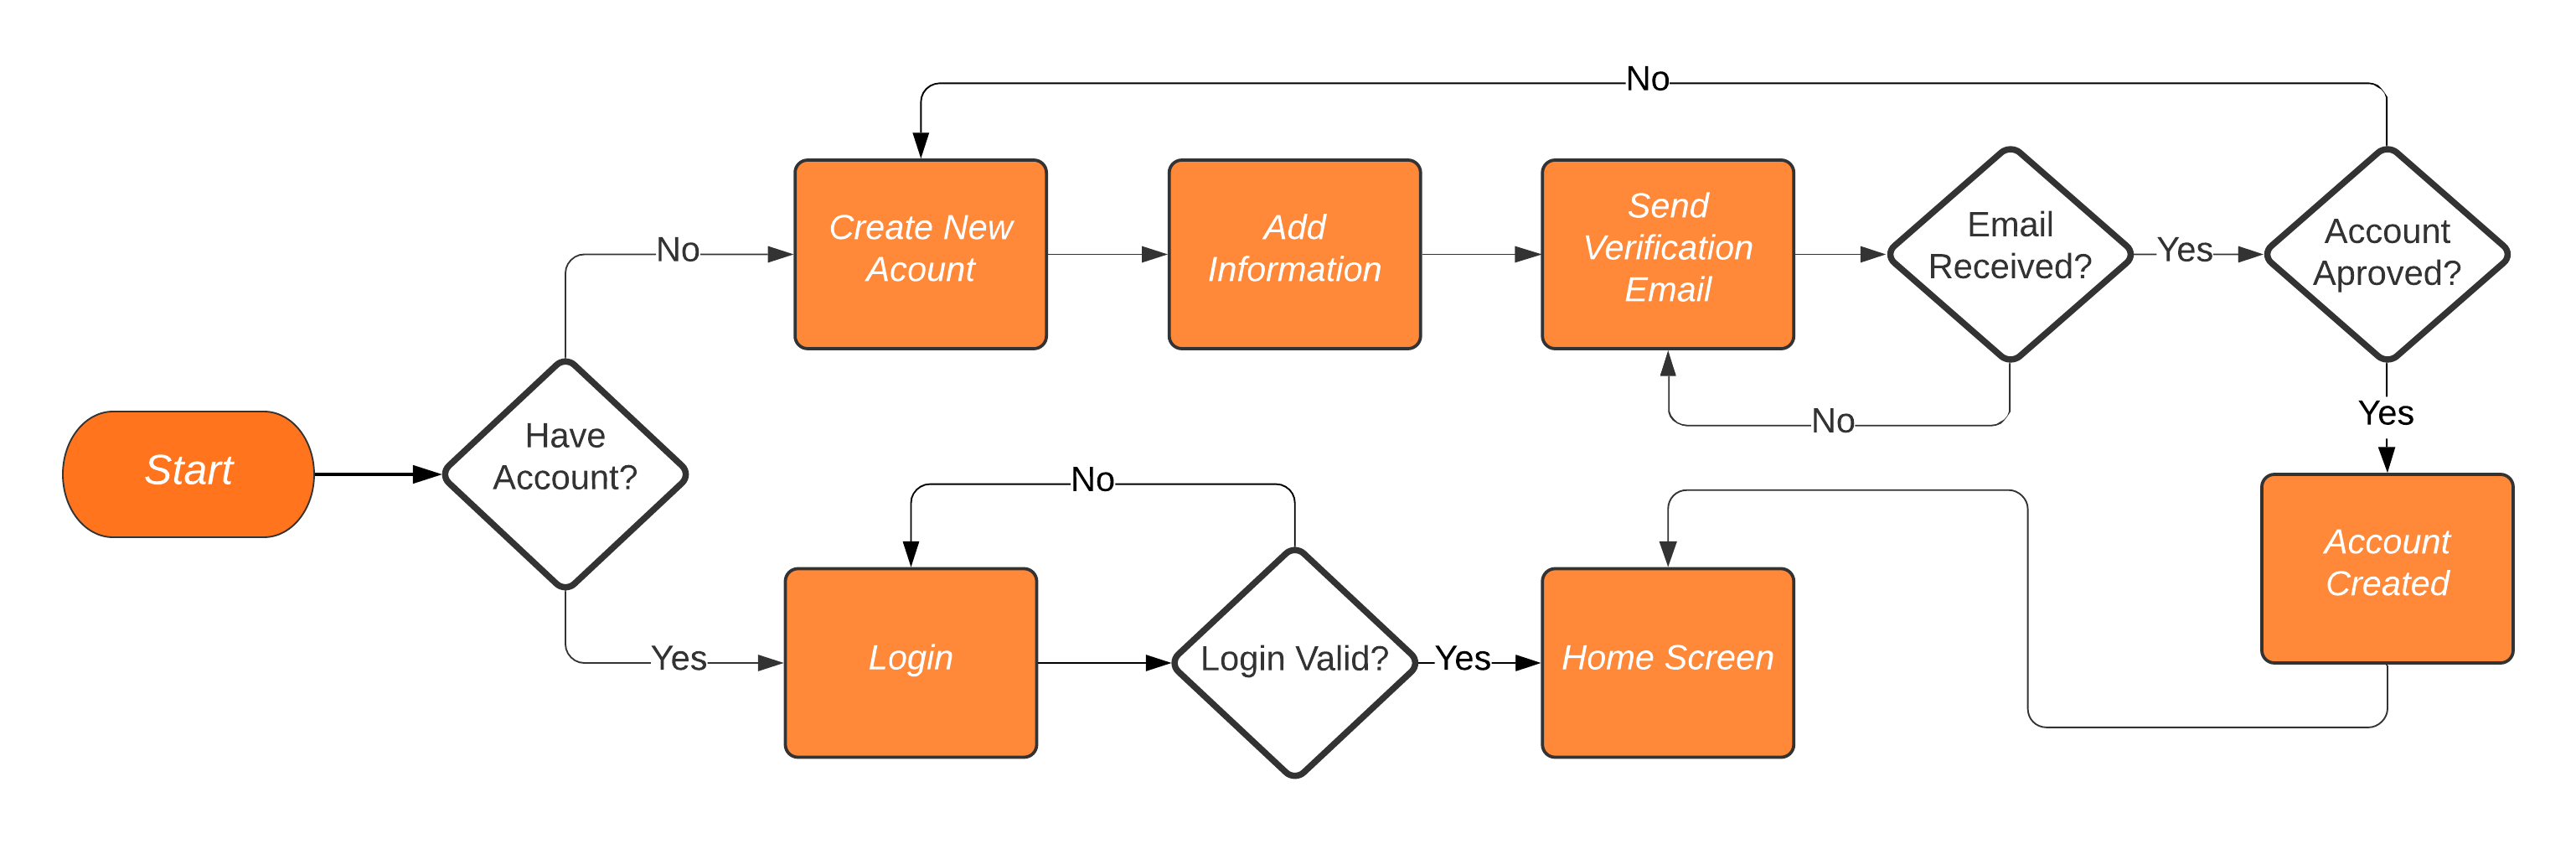 No
Create New
Acount
Add
Information
Send
Verification
Email
Email
Received?
Yes
Account
Aproved?
No
No
Yes
Start
Have
Account?
No
Account
Created
Yes
Login
Login Valid?
Yes
Home Screen